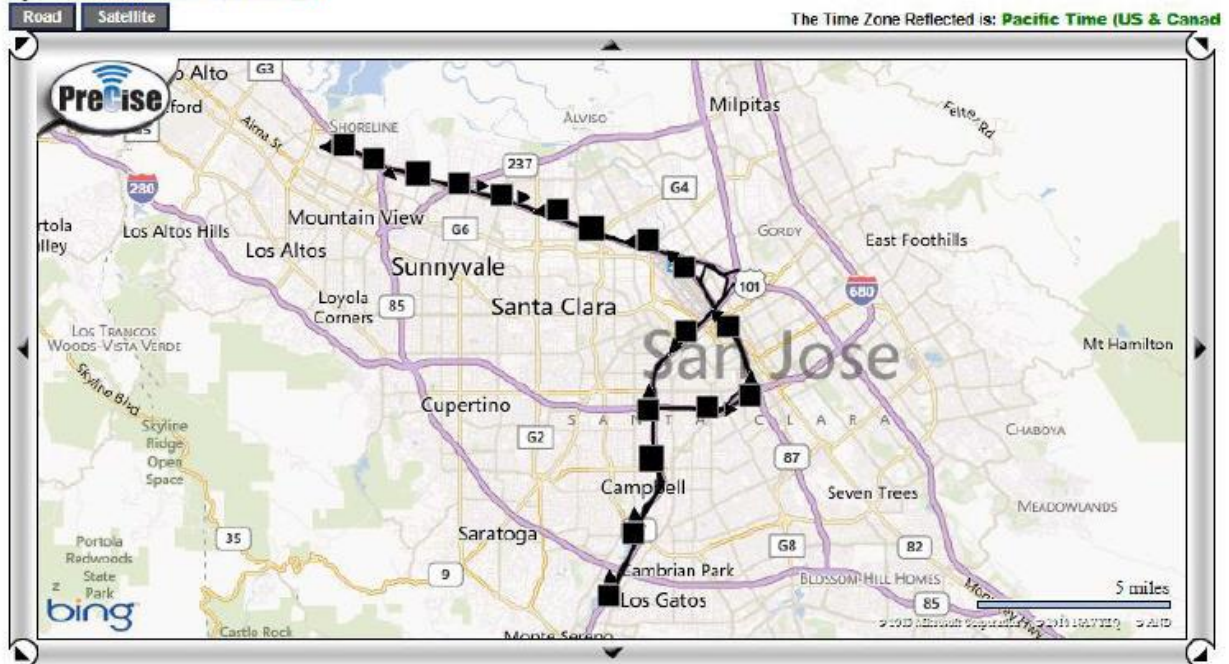 Road Satellite
The Time Zone Reflected is: Pacific Time (US & Canad
PreCise
o Alto
G3
Milpitas
Felter Rd
ford
ALVISO
Alma St
SHORELINE
237
280
G4
Mountain View
rtola
lley
Los Altos Hills
G6
GORDY
East Foothills
Los Altos
Sunnyvale
101
680
Loyola
Corners
85
Santa Clara
LOS TRANCOS
WOODS-VISTA VERDE
San Jose
Mt Hamilton
Skyline Blvd
Cupertino
SANTA CLARA
Skyline
Ridge
Open
Space
G2
CHABOYA
87
Campbell
Seven Trees
MEADOWLANDS
Saratoga
35
Portola
Redwoods
State
Park
G8
82
9
Cambrian Park
BLOSSOM HILL HOMES
z
bing
Los Gatos
85
5 miles
Castle Rock
Monte Sereno